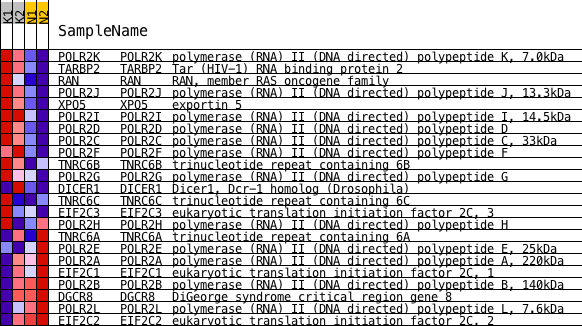 K1 K2 N1 N2
SampleName
POLR2K POLR2K polymerase (RNA) II (DNA directed) polypeptide K, 7.0kDa
TARBP2 TARBP2 Tar (HIV-1) RNA binding protein 2
RAN RAN RAN, member RAS oncogene family
POLR2J POLR2J polymerase (RNA) II (DNA directed) polypeptide J, 13.3kDa
XPO5 XPO5 exportin 5
POLR2I POLR2I polymerase (RNA) II (DNA directed) polypeptide I, 14.5kDa
POLR2D POLR2D polymerase (RNA) II (DNA directed) polypeptide D
POLR2C POLR2C polymerase (RNA) II (DNA directed) polypeptide C, 33kDa
POLR2F POLR2F polymerase (RNA) II (DNA directed) polypeptide F
TNRC6B TNRC6B trinucleotide repeat containing 6B
POLR2G POLR2G polymerase (RNA) II (DNA directed) polypeptide G
DICER1 DICER1 Dicer1, Dcr-1 homolog (Drosophila)
TNRC6C TNRC6C trinucleotide repeat containing 6C
EIF2C3 EIF2C3 eukaryotic translation initiation factor 2C, 3
POLR2H POLR2H polymerase (RNA) II (DNA directed) polypeptide H
TNRC6A TNRC6A trinucleotide repeat containing 6A
POLR2E POLR2E polymerase (RNA) II (DNA directed) polypeptide E, 25kDa
POLR2A POLR2A polymerase (RNA) II (DNA directed) polypeptide A, 220kDa
EIF2C1 EIF2C1 eukaryotic translation initiation factor 2C, 1
POLR2B POLR2B polymerase (RNA) II (DNA directed) polypeptide B, 140kDa
DGCR8 DGCR8 DiGeorge syndrome critical region gene 8
POLR2L POLR2L polymerase (RNA) II (DNA directed) polypeptide L, 7.6kDa
EIF2C2 EIF2C2 eukaryotic translation initiation factor 2C, 2